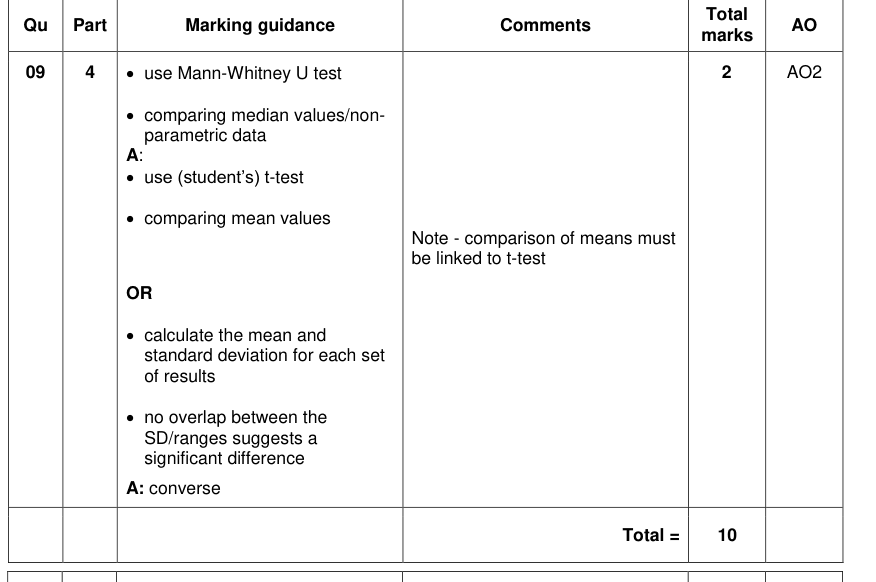 Qu Part Marking guidance Comments Total marks AO
09 4 • use Mann-Whitney U test 2 AO2
• comparing median values/non-
parametric data
A:
• use (student’s) t-test
• comparing mean values
Note - comparison of means must
be linked to t-test
OR
• calculate the mean and
standard deviation for each set
of results
• no overlap between the
SD/ranges suggests a
significant difference
A: converse
Total = 10